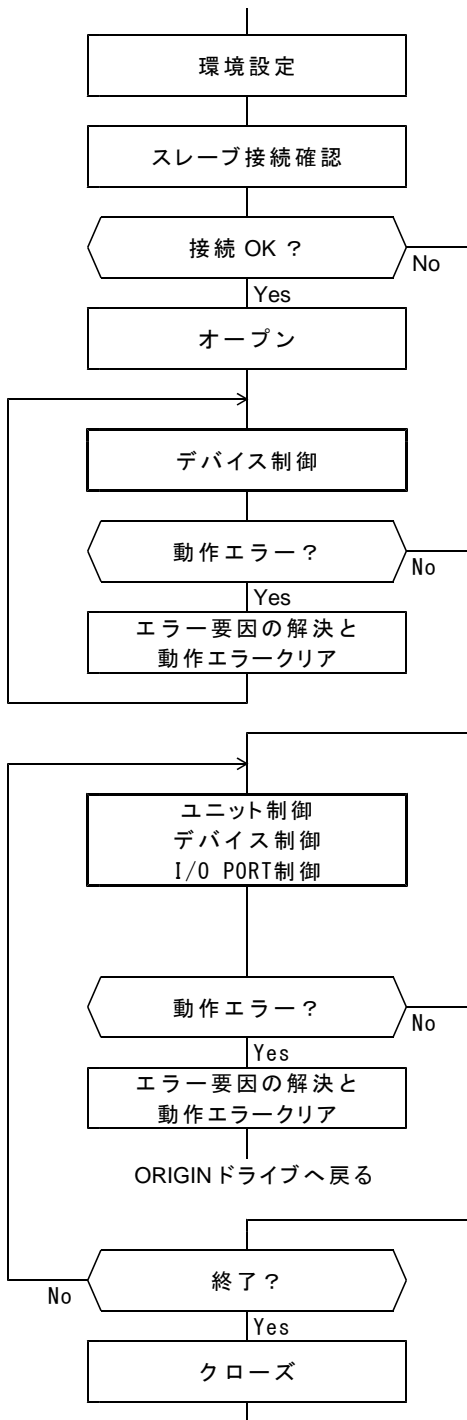 環境設定
スレーブ接続確認
接続 OK ？
No
Yes
オープン
デバイス制御
動作エラー？
No
Yes
エラー要因の解決と
動作エラークリア
ユニット制御
デバイス制御
I/O PORT制御
動作エラー？
No
Yes
エラー要因の解決と
動作エラークリア
ORIGINドライブへ戻る
終了？
No
Yes
クローズ